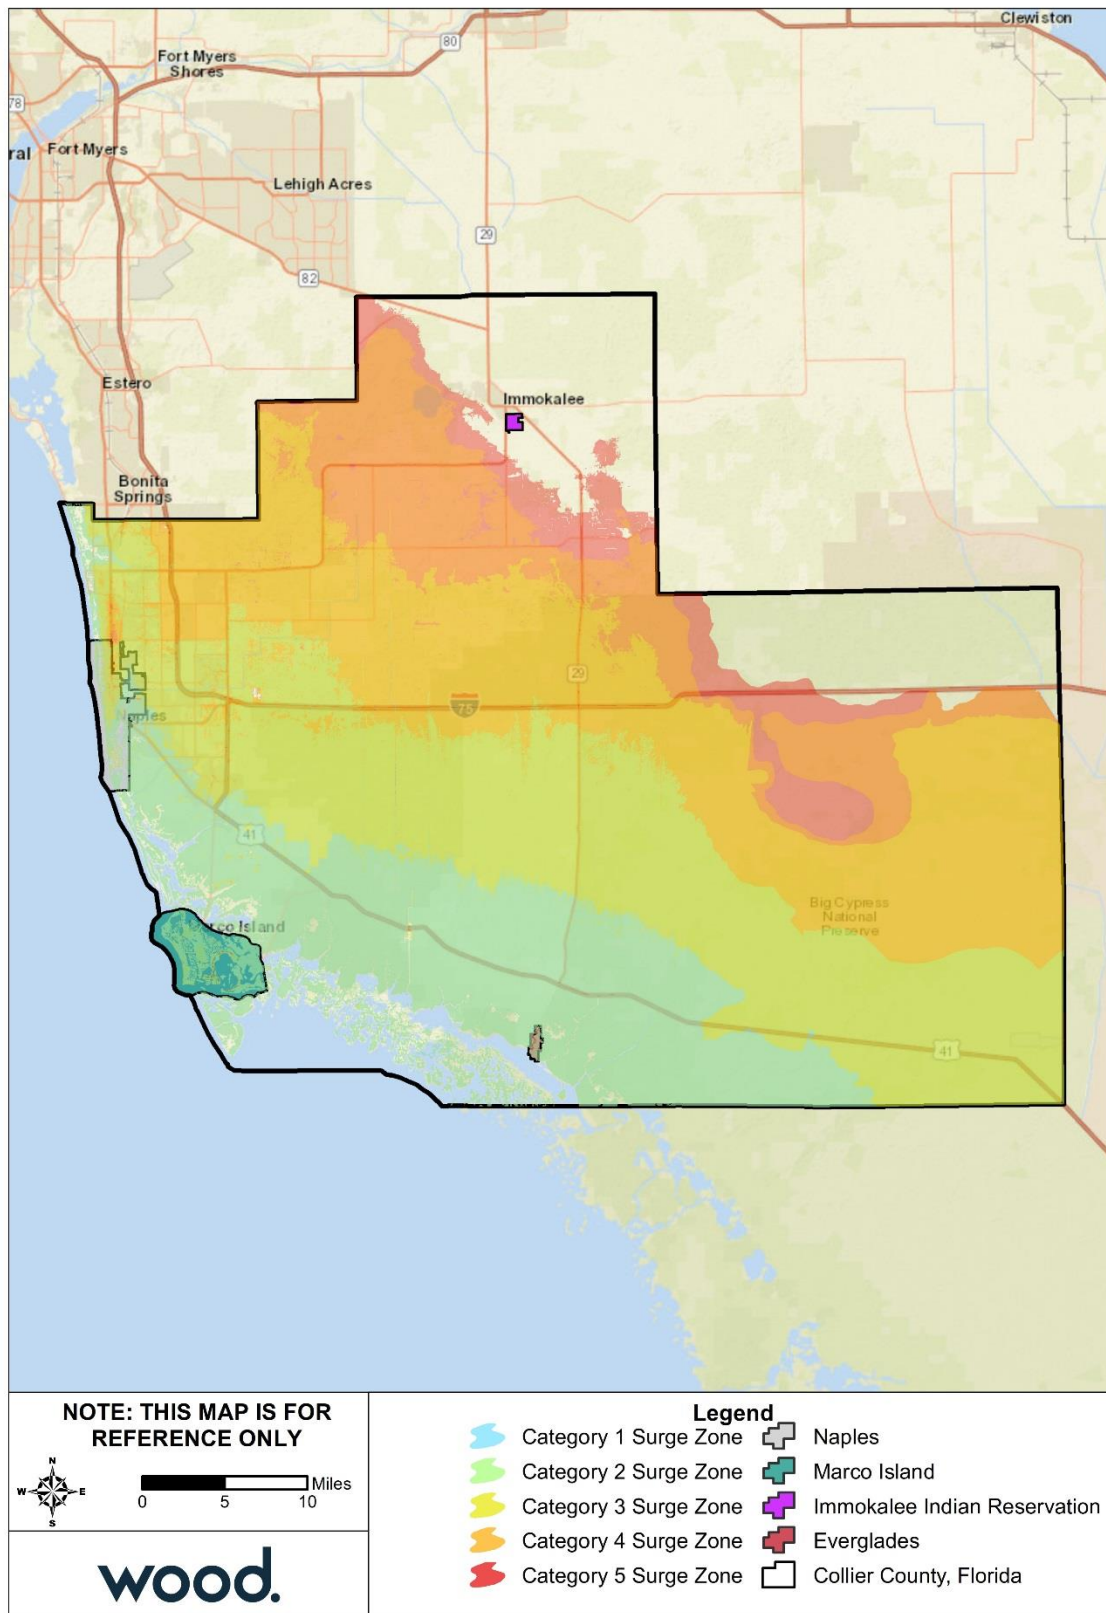 Clewiston
80
Fort Myers
Shores
78
ral
Fort Myers
Lehigh Acres
29
82
Estero
Immokalee
Bonita
Springs
29
75
Naples
41
Big Cypress
National
Preserve
Marco Island
41
NOTE: THIS MAP IS FOR
REFERENCE ONLY
N
W E
S
Miles
0 5 10
wood.
Legend
Category 1 Surge Zone Naples
Category 2 Surge Zone Marco Island
Category 3 Surge Zone Immokalee Indian Reservation
Category 4 Surge Zone Everglades
Category 5 Surge Zone Collier County, Florida